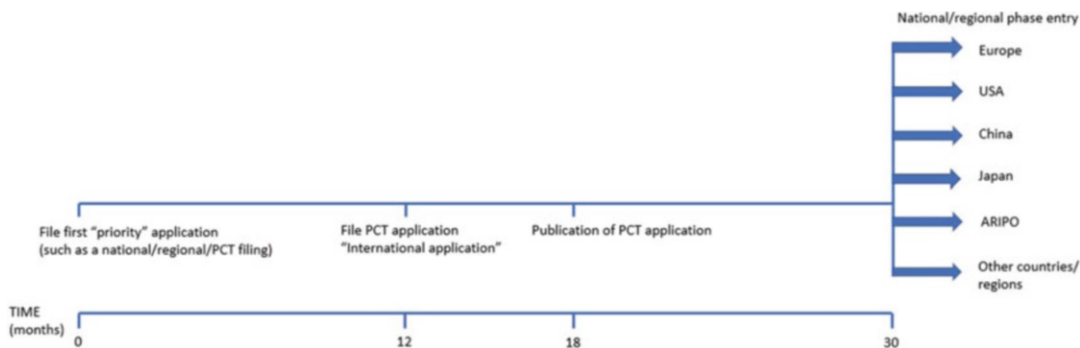 National/regional phase entry
Europe
USA
China
Japan
ARIPO
Other countries/
regions
File first “priority” application
(such as a national/regional/PCT filing)
File PCT application
“International application”
Publication of PCT application
TIME
(months)
0
12
18
30